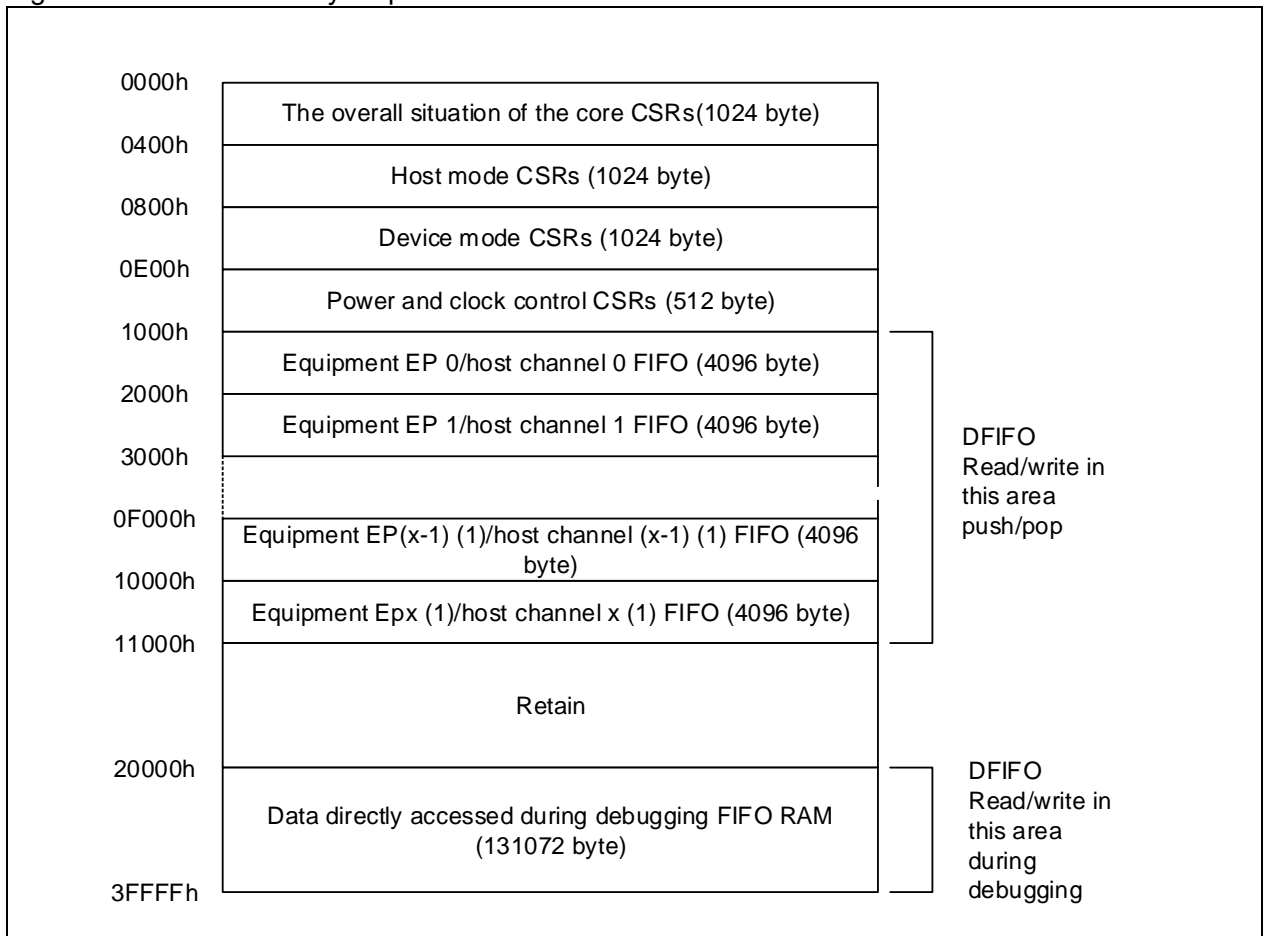 0000h
The overall situation of the core CSRs(1024 byte)
0400h
Host mode CSRs (1024 byte)
0800h
Device mode CSRs (1024 byte)
0E00h
Power and clock control CSRs (512 byte)
1000h
Equipment EP 0/host channel 0 FIFO (4096 byte)
2000h
Equipment EP 1/host channel 1 FIFO (4096 byte)
3000h
DFIFO
Read/write in
this area
push/pop
0F000h
Equipment EP(x-1) (1)/host channel (x-1) (1) FIFO (4096
byte)
10000h
Equipment Epx (1)/host channel x (1) FIFO (4096 byte)
11000h
Retain
20000h
Data directly accessed during debugging FIFO RAM
(131072 byte)
DFIFO
Read/write in
this area
during
debugging
3FFFFh